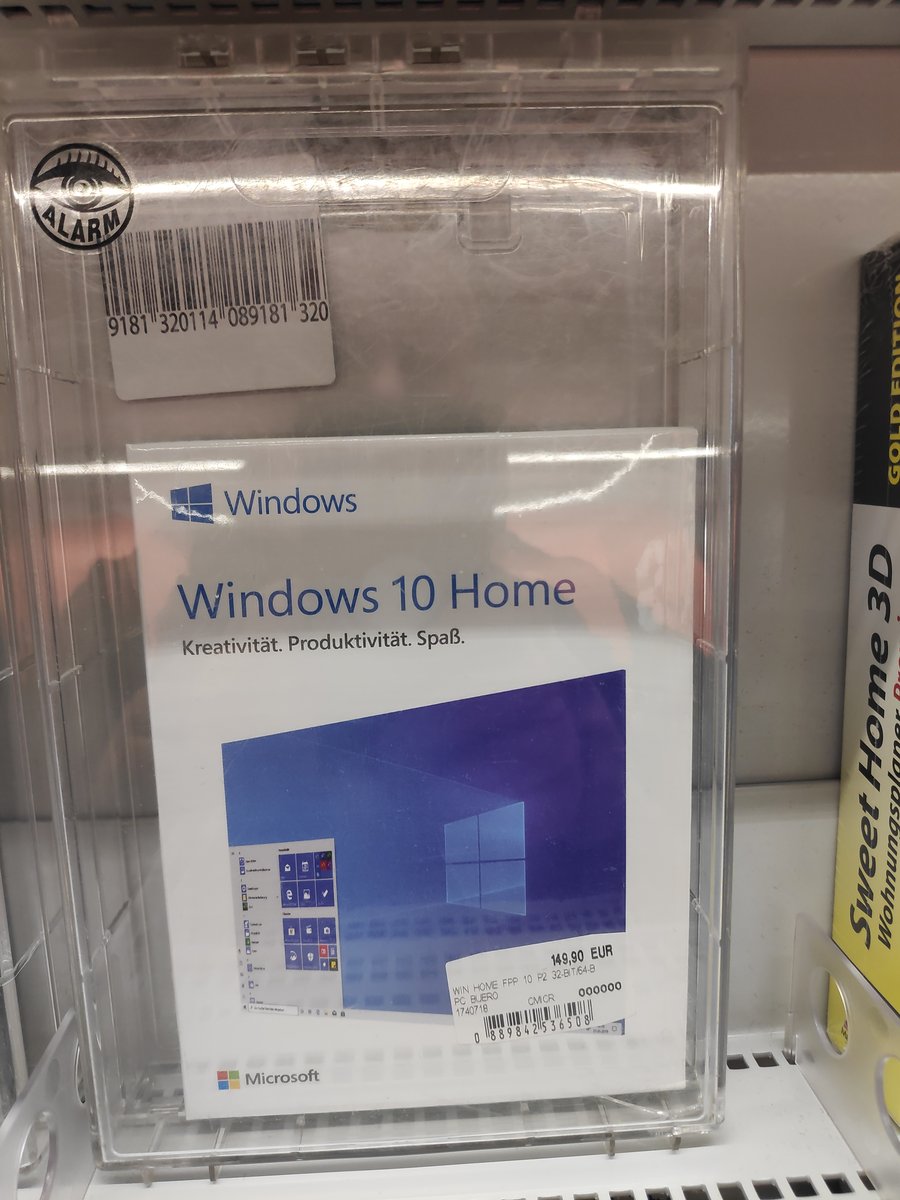 ALARM
9181 320114 089181 320
Windows
Windows 10 Home
Kreativität. Produktivität. Spaß.
149,90 EUR
WIN HOME FPP 10 P2 32-BIT/64-B
PC BUERO
1740718 CMICR 000000
0 889842 536508
Microsoft
GOLD EDITION
Sweet Home 3D
Wohnungsplaner